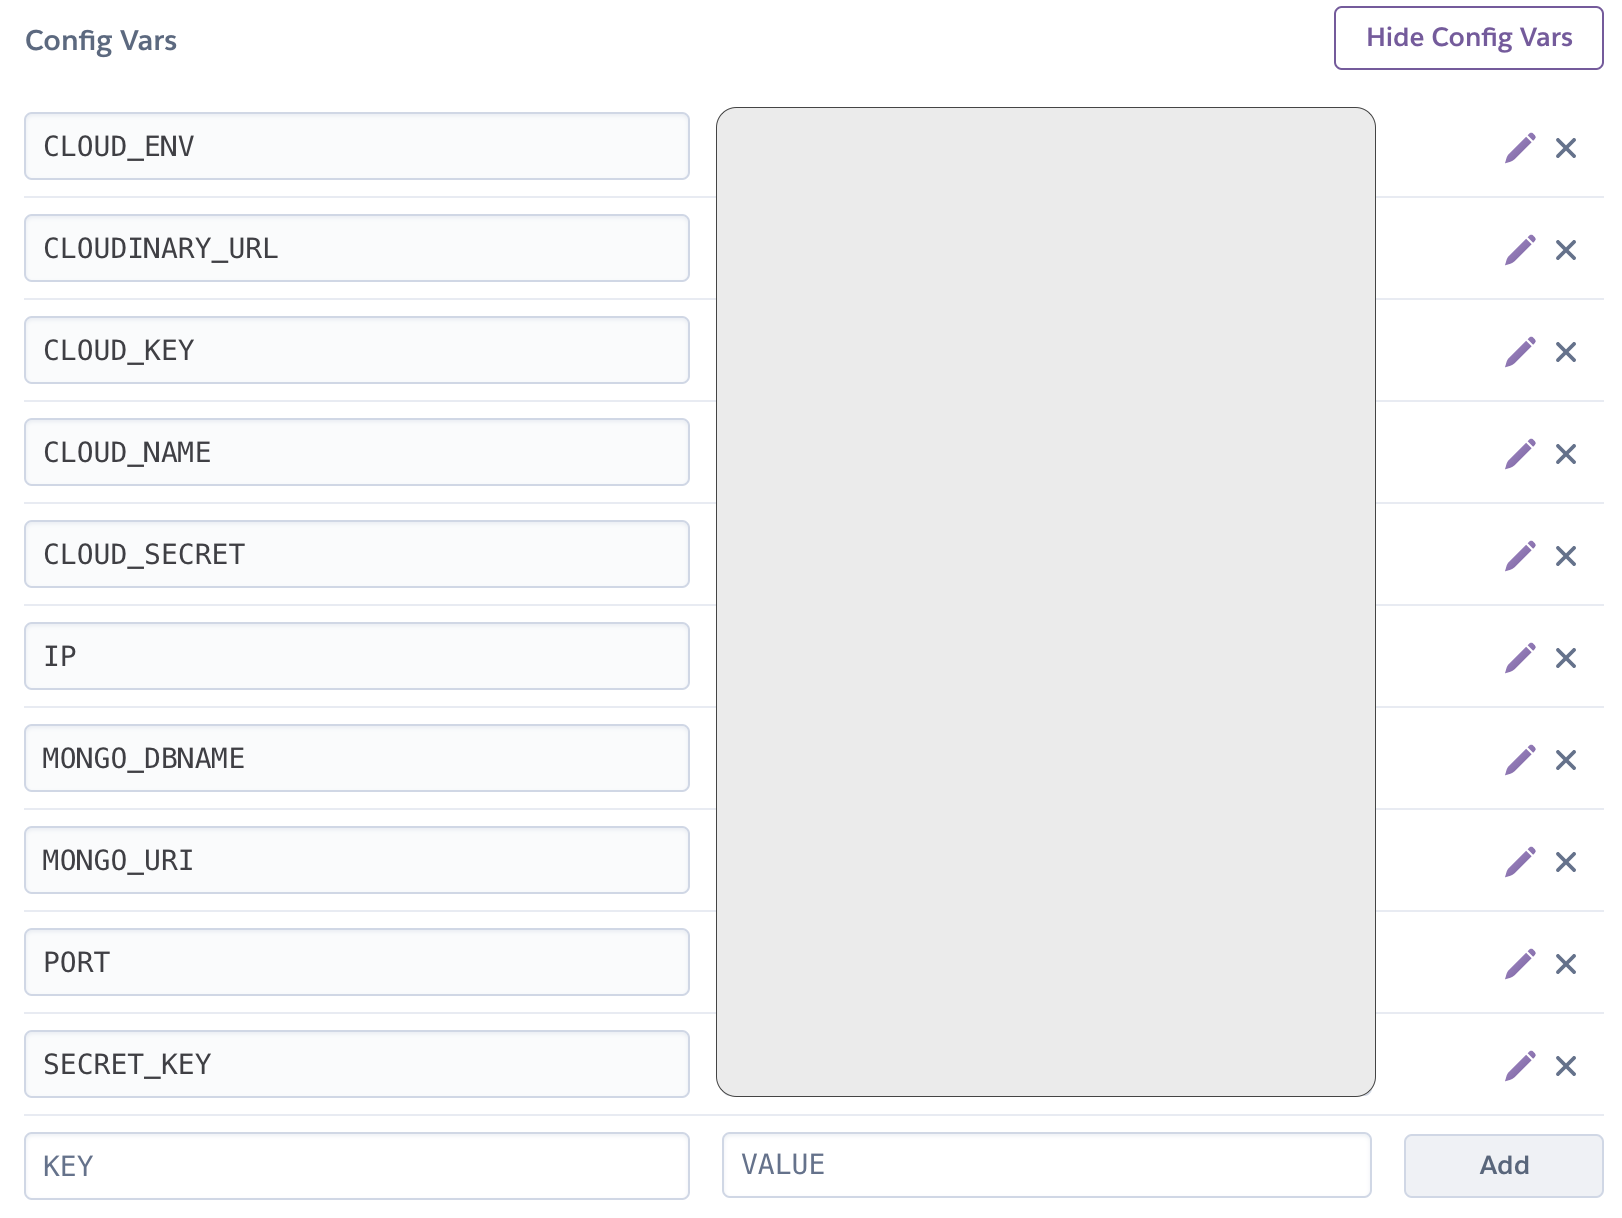 Config Vars
Hide Config Vars
CLOUD_ENV
CLOUDINARY_URL
CLOUD_KEY
CLOUD_NAME
CLOUD_SECRET
IP
MONGO_DBNAME
MONGO_URI
PORT
SECRET_KEY
KEY
VALUE
Add